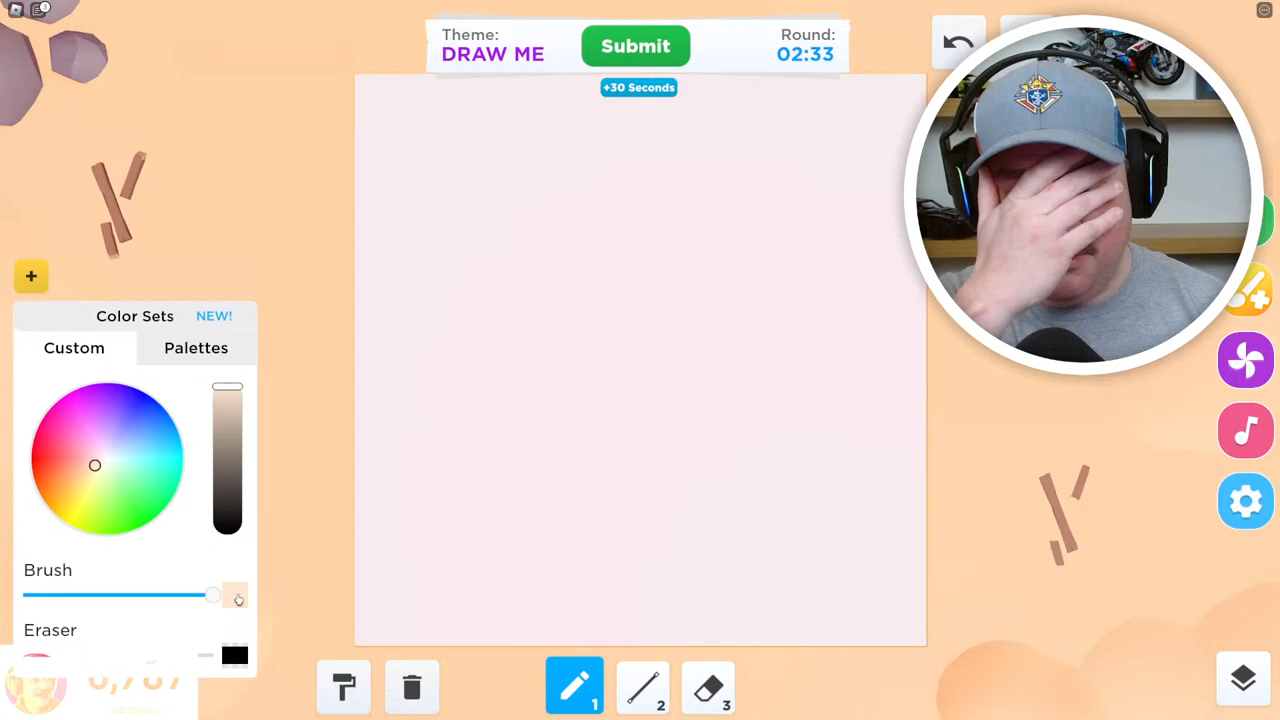 3
Theme:
DRAW ME
Submit
Round:
02:33
+30 Seconds
+
Color Sets NEW!
Custom
Palettes
Brush
Eraser
1
2
3